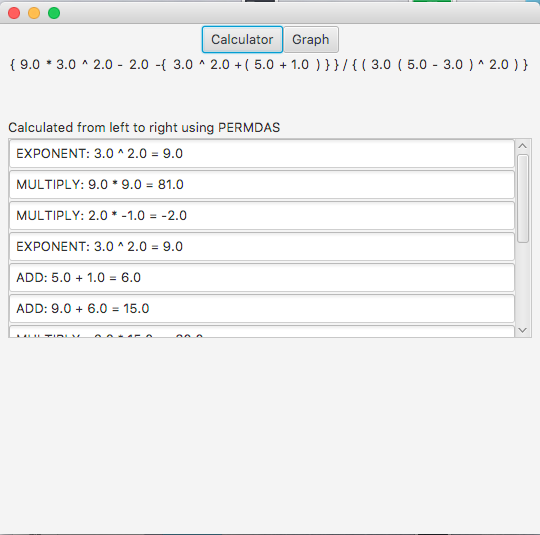 Calculator Graph
{ 9.0 * 3.0 ^ 2.0 - 2.0 -{ 3.0 ^ 2.0 +( 5.0 + 1.0 ) } } / { ( 3.0 ( 5.0 - 3.0 ) ^ 2.0 ) }
Calculated from left to right using PERMDAS
EXPONENT: 3.0 ^ 2.0 = 9.0
MULTIPLY: 9.0 * 9.0 = 81.0
MULTIPLY: 2.0 * -1.0 = -2.0
EXPONENT: 3.0 ^ 2.0 = 9.0
ADD: 5.0 + 1.0 = 6.0
ADD: 9.0 + 6.0 = 15.0